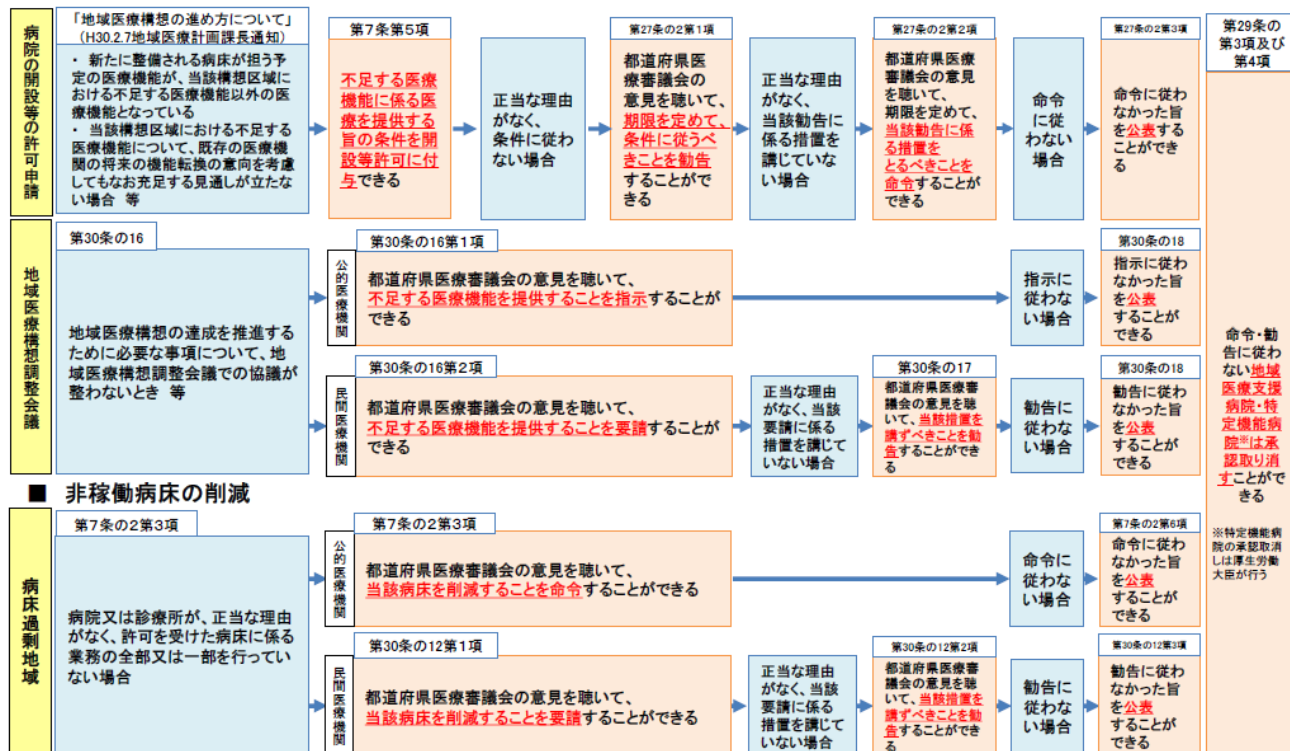 病院の開設等の許可申請
「地域医療構想の進め方について」
(H30.2.7地域医療計画課長通知)
・ 新たに整備される病床が担う予
定の医療機能が、当該構想区域に
おける不足する医療機能以外の医
療機能となっている
・ 当該構想区域における不足する
医療機能について、既存の医療機
関の将来の機能転換の意向を考慮
してもなお充足する見通しが立たな
い場合 等
第7条第5項
不足する医療
機能に係る医
療を提供する
旨の条件を開
設等許可に付
与できる
正当な理由
がなく、
条件に従わ
ない場合
第27条の2第1項
都道府県医
療審議会の
意見を聴いて、
期限を定めて、
条件に従うべ
きことを勧告
することがで
きる
正当な理由が
なく、
当該勧告に
係る措置を
講じていな
い場合
第27条の2第2項
都道府県医療
審議会の意見
を聴いて、
期限を定めて、
当該勧告に係
る措置を
とるべきことを
命令することが
できる
命令
に従
わない
場合
第27条の2第3項
命令に従わ
なかった旨
を公表する
ことができ
る
第29条の
第3項及び
第4項
命令・勧
告に従わ
ない地域
医療支援
病院・特
定機能病
院※は承
認取り消
すことがで
きる
※特定機能病
院の承認取消
しは厚生労働
大臣が行う
地域医療構想調整会議
第30条の16
地域医療構想の達成を推進する
ために必要な事項について、地
域医療構想調整会議での協議が
整わないとき 等
公的医療機関
第30条の16第1項
都道府県医療審議会の意見を聴いて、
不足する医療機能を提供することを指示することが
できる
指示に
従わな
い場合
第30条の18
指示に従わ
なかった旨
を公表
することが
できる
民間医療機関
第30条の16第2項
都道府県医療審議会の意見を聴いて、
不足する医療機能を提供することを要請することが
できる
正当な理由
がなく、当該
要請に係る
措置を講じて
いない場合
第30条の17
都道府県医療審
議会の意見を聴
いて、当該措置を
講ずべきことを勧
告することができ
る
勧告に
従わな
い場合
第30条の18
勧告に従わ
なかった旨
を公表
することが
できる
■ 非稼働病床の削減
病床過剰地域
第7条の2第3項
病院又は診療所が、正当な理由
がなく、許可を受けた病床に係る
業務の全部又は一部を行ってい
ない場合
公的医療機関
第7条の2第3項
都道府県医療審議会の意見を聴いて、
当該病床を削減することを命令することができる
命令に
従わな
い場合
第7条の2第6項
命令に従わ
なかった旨
を公表
することが
できる
民間医療機関
第30条の12第1項
都道府県医療審議会の意見を聴いて、
当該病床を削減することを要請することができる
正当な理由
がなく、当該
要請に係る
措置を講じて
いない場合
第30条の12第2項
都道府県医療審
議会の意見を聴
いて、当該措置を
講ずべきことを勧
告することができ
る
勧告に
従わな
い場合
第30条の12第3項
勧告に従わ
なかった旨
を公表
することが
できる